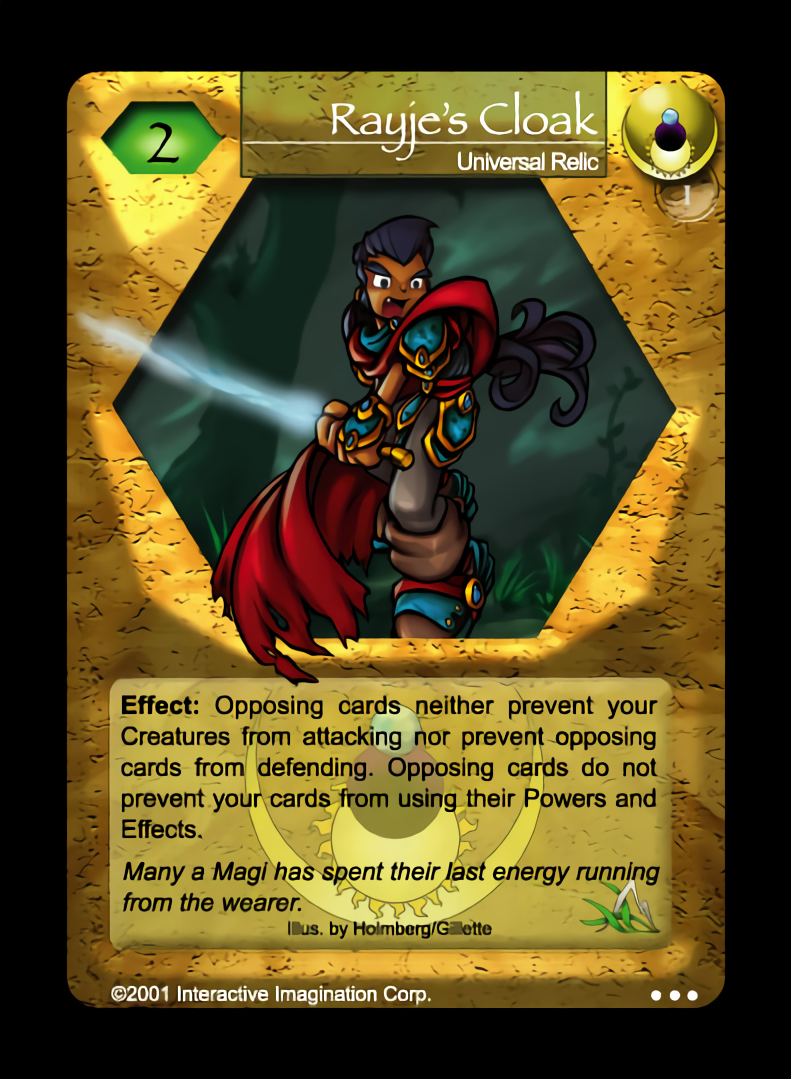 2
Rayje's Cloak
Universal Relic
1
Effect: Opposing cards neither prevent your
Creatures from attacking nor prevent opposing
cards from defending. Opposing cards do not
prevent your cards from using their Powers and
Effects.
Many a Magi has spent their last energy running
from the wearer.
Illus. by Holmberg/Gillette
©2001 Interactive Imagination Corp.